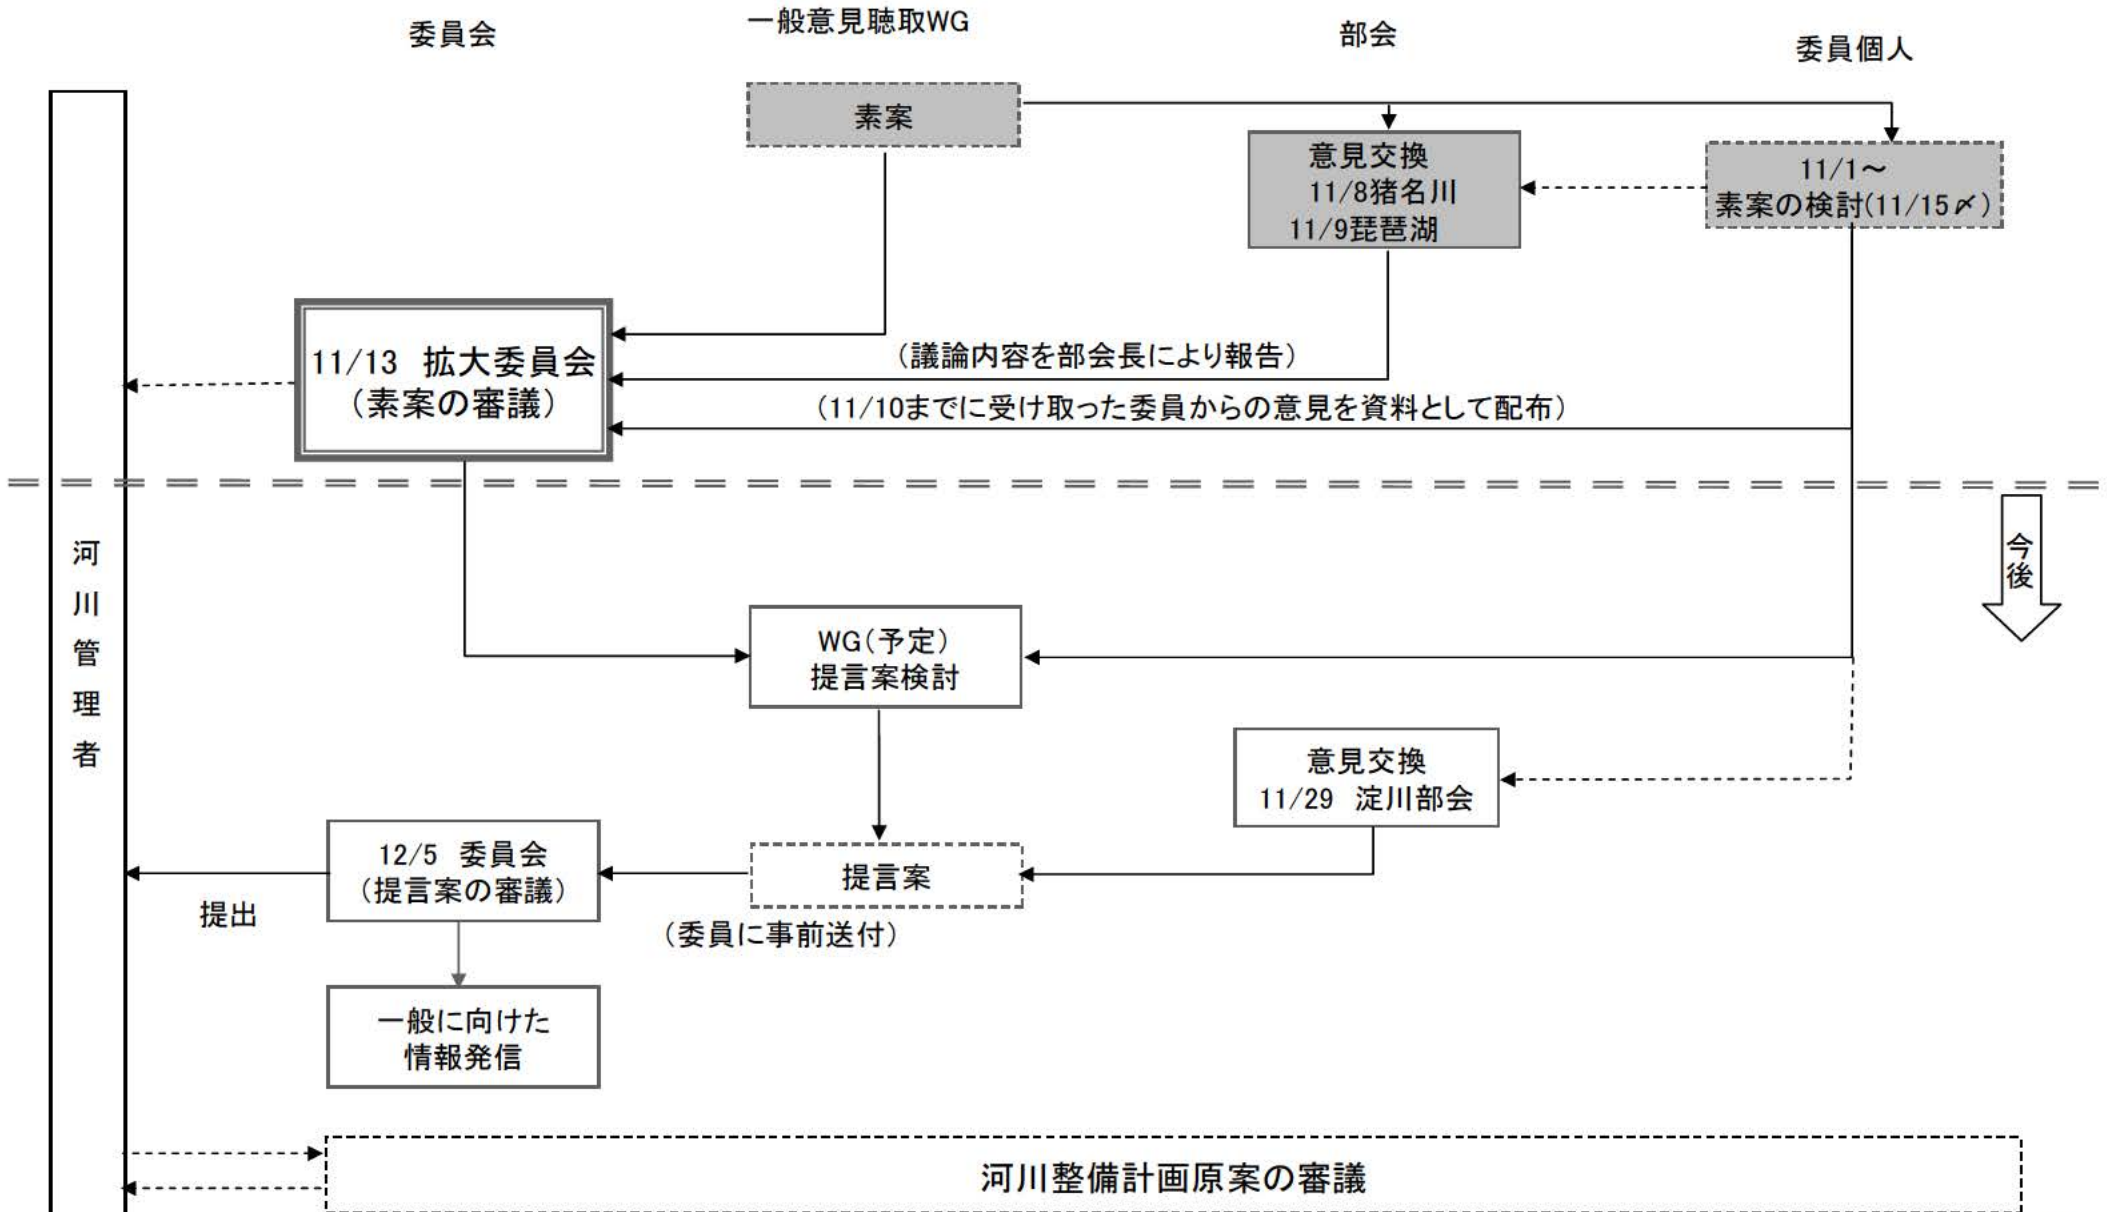 委員会
一般意見聴取WG
部会
委員個人
素案
意見交換
11/8猪名川
11/9琵琶湖
11/1～
素案の検討(11/15〆)
11/13　拡大委員会
（素案の審議）
（議論内容を部会長により報告）
（11/10までに受け取った委員からの意見を資料として配布）
河川管理者
今後
WG（予定）
提言案検討
意見交換
11/29　淀川部会
12/5　委員会
（提言案の審議）
提言案
提出
（委員に事前送付）
一般に向けた
情報発信
河川整備計画原案の審議